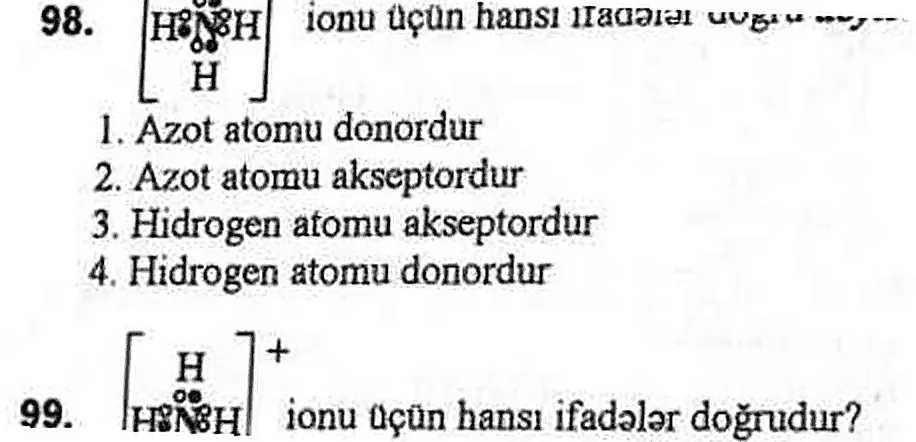 98. H N H ionu üçün hansı ifadələr
H
1. Azot atomu donordur
2. Azot atomu akseptordur
3. Hidrogen atomu akseptordur
4. Hidrogen atomu donordur
H +
99. H N H ionu üçün hansı ifadələr doğrudur?